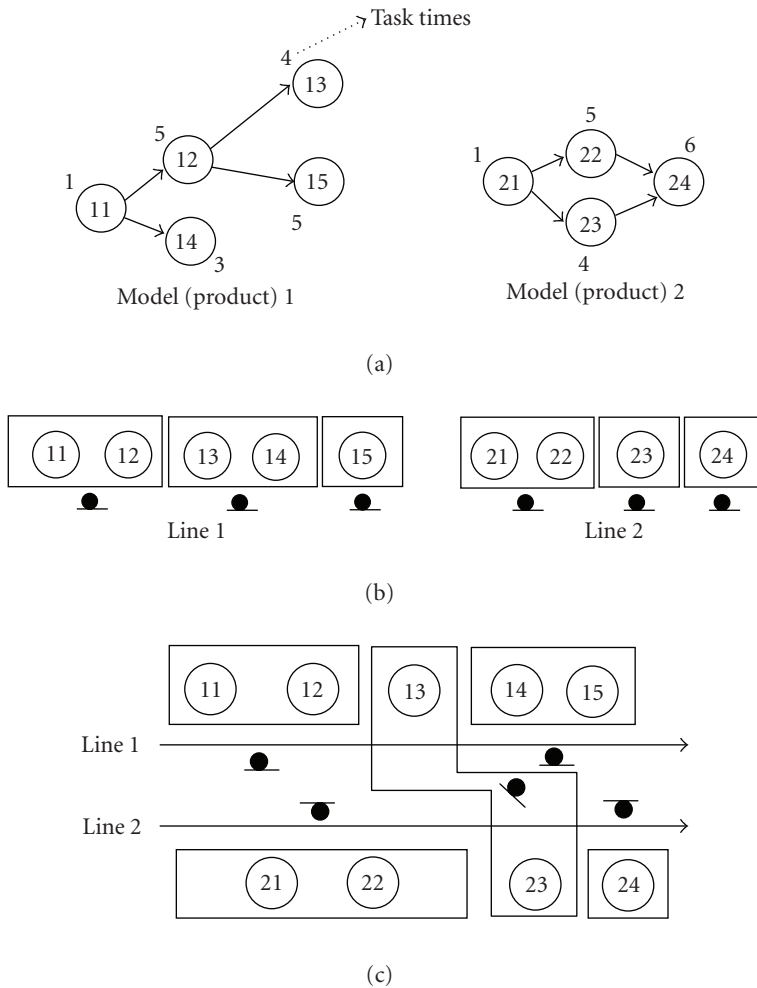 Task times
4
13
5
12
1
11
15
5
14
3
Model (product) 1
5
22
1
21
6
24
23
4
Model (product) 2
(a)
11 12 13 14 15
21 22 23 24
Line 1
Line 2
(b)
11 12 13 14 15
Line 1
Line 2
21 22 23 24
(c)